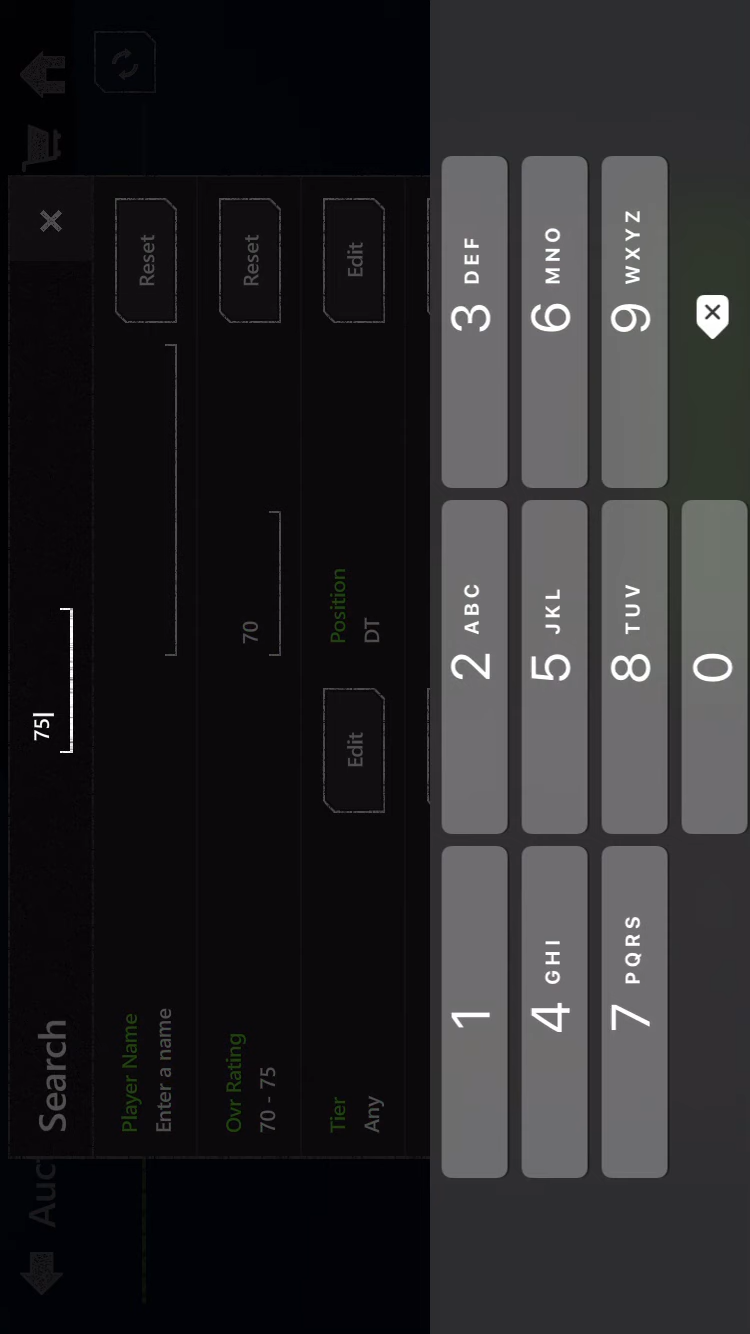 Auc
Search
75
Player Name
Enter a name
Reset
Ovr Rating
70 - 75
70
Reset
Tier
Any
Edit
Position
DT
Edit
1
2 ABC
3 DEF
4 GHI
5 JKL
6 MNO
7 PQRS
8 TUV
9 WXYZ
0